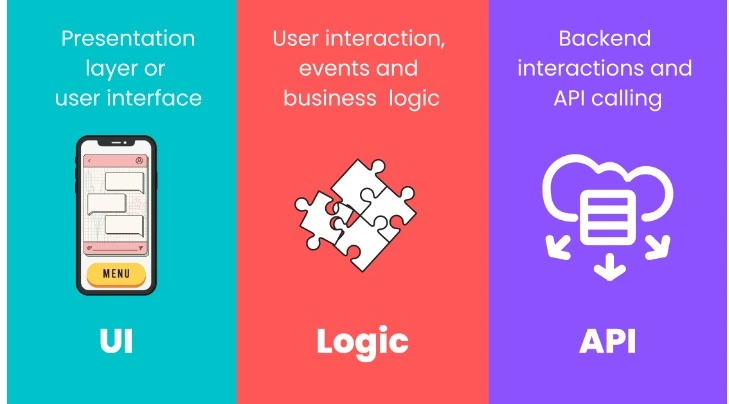 Presentation
layer or
user interface
MENU
UI
User interaction,
events and
business logic
Logic
Backend
interactions and
API calling
API